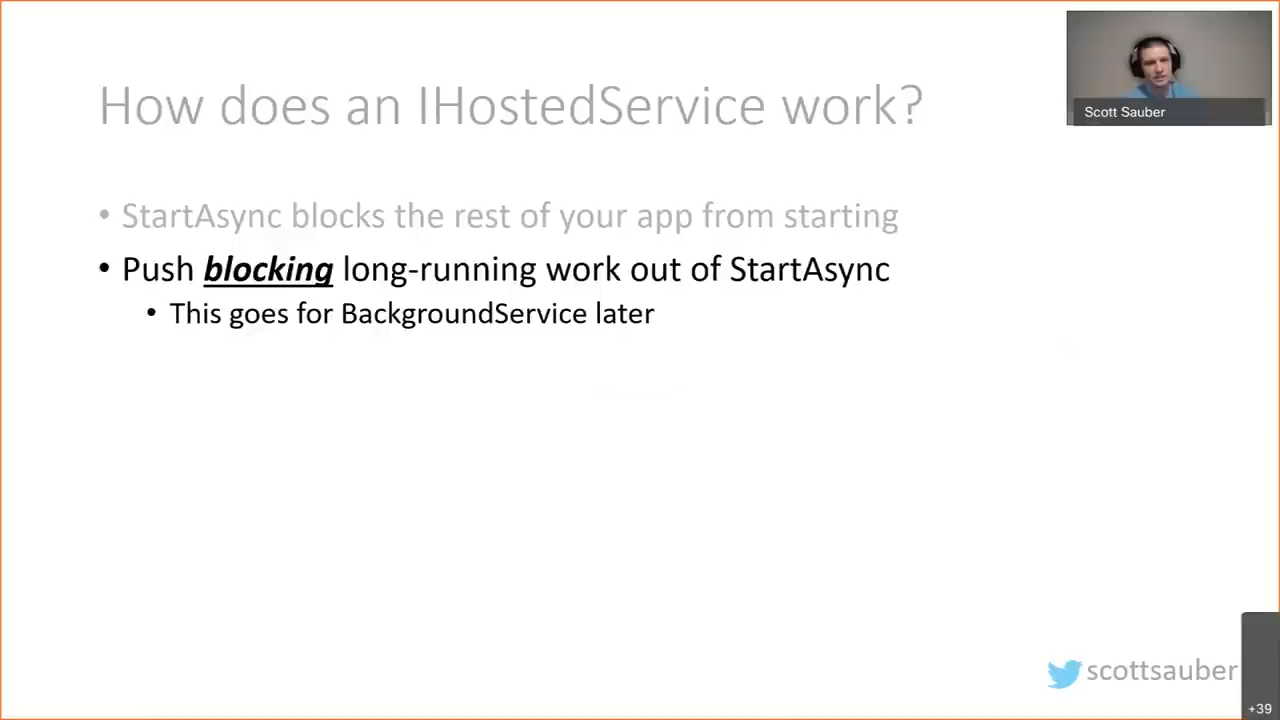 How does an IHostedService work?
Scott Sauber
• StartAsync blocks the rest of your app from starting
• Push blocking long-running work out of StartAsync
• This goes for BackgroundService later
scottsauber
+39